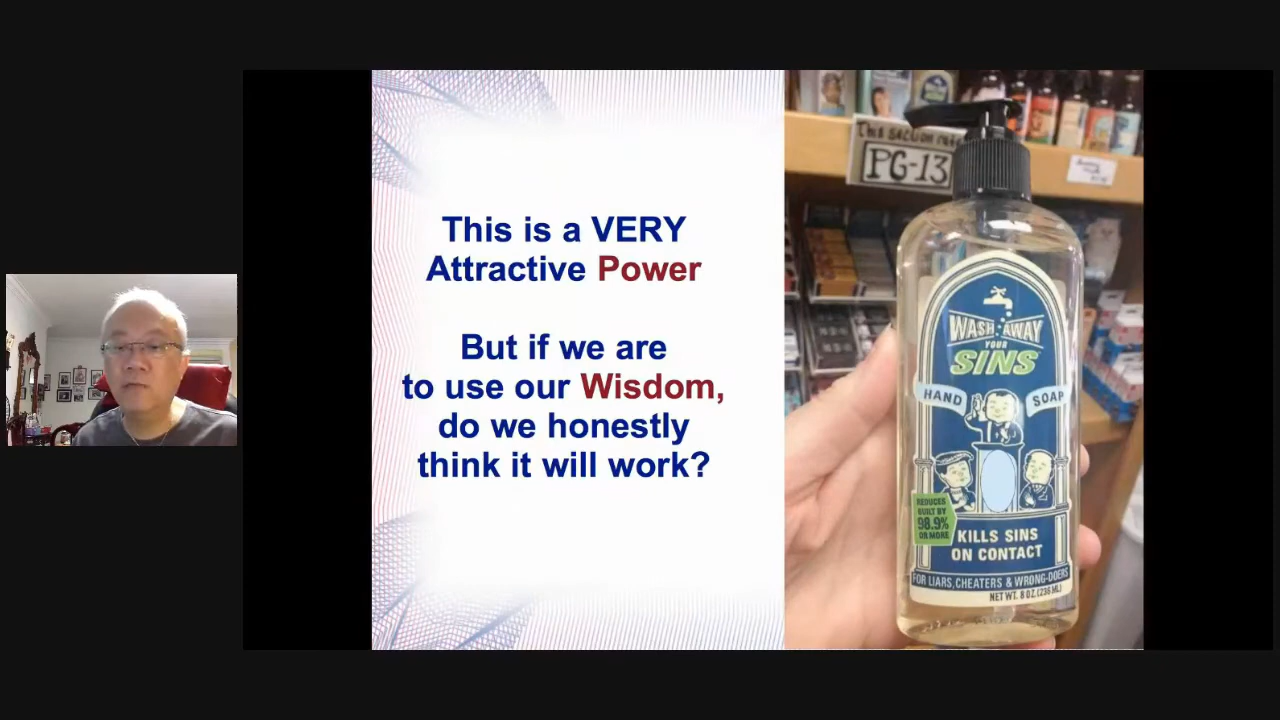 This is a VERY
Attractive Power
But if we are
to use our Wisdom,
do we honestly
think it will work?
PG-13
WASH AWAY
YOUR
SINS
HAND SOAP
REDUCES
GUILT BY
98.9%
OR MORE
KILLS SINS
ON CONTACT
FOR LIARS, CHEATERS & WRONG-DOERS
NET WT. 8 OZ. (236 ML)